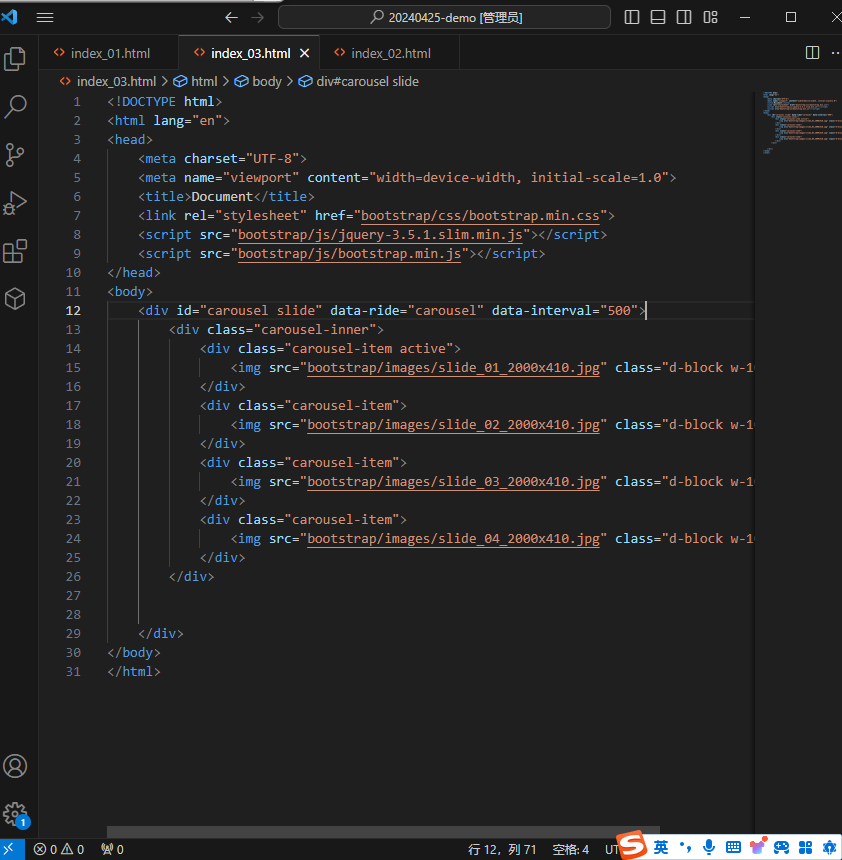 20240425-demo [管理员]
index_01.html index_03.html index_02.html
index_03.html > html > body > div#carousel slide
1 <!DOCTYPE html>
2 <html lang="en">
3 <head>
4 <meta charset="UTF-8">
5 <meta name="viewport" content="width=device-width, initial-scale=1.0">
6 <title>Document</title>
7 <link rel="stylesheet" href="bootstrap/css/bootstrap.min.css">
8 <script src="bootstrap/js/jquery-3.5.1.slim.min.js"></script>
9 <script src="bootstrap/js/bootstrap.min.js"></script>
10 </head>
11 <body>
12 <div id="carousel slide" data-ride="carousel" data-interval="500">
13 <div class="carousel-inner">
14 <div class="carousel-item active">
15 <img src="bootstrap/images/slide_01_2000x410.jpg" class="d-block w-1
16 </div>
17 <div class="carousel-item">
18 <img src="bootstrap/images/slide_02_2000x410.jpg" class="d-block w-1
19 </div>
20 <div class="carousel-item">
21 <img src="bootstrap/images/slide_03_2000x410.jpg" class="d-block w-1
22 </div>
23 <div class="carousel-item">
24 <img src="bootstrap/images/slide_04_2000x410.jpg" class="d-block w-1
25 </div>
26 </div>
27
28
29 </div>
30 </body>
31 </html>
1
0 0 0 行 12，列 71 空格: 4 UT 英